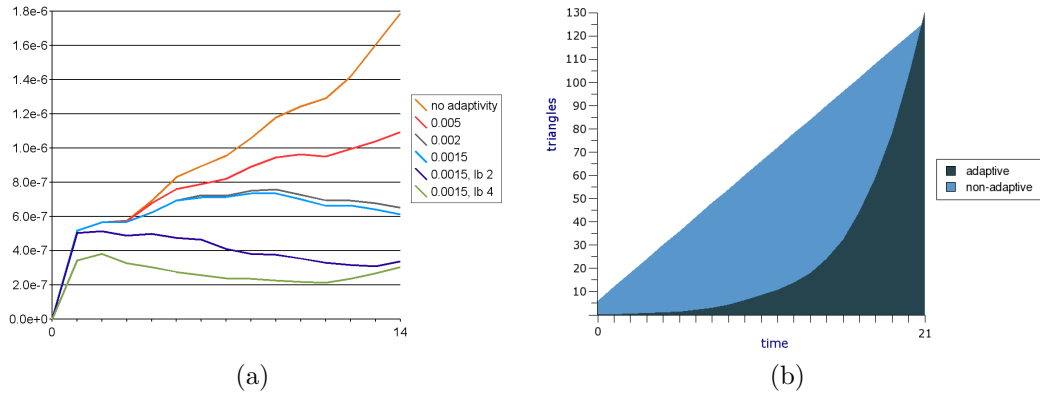 1.8e-6
1.6e-6
1.4e-6
1.2e-6
1.0e-6
8.0e-7
6.0e-7
4.0e-7
2.0e-7
0.0e+0
0
14
no adaptivity
0.005
0.002
0.0015
0.0015, lb 2
0.0015, lb 4
(a)
130
120
110
100
90
80
70
60
50
40
30
20
10
triangles
0
21
time
adaptive
non-adaptive
(b)